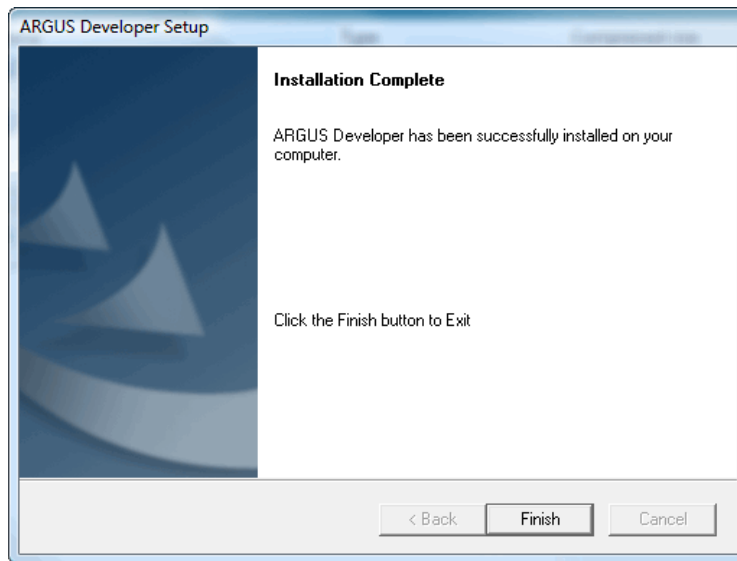 ARGUS Developer Setup
Installation Complete
ARGUS Developer has been successfully installed on your
computer.
Click the Finish button to Exit
< Back
Finish
Cancel